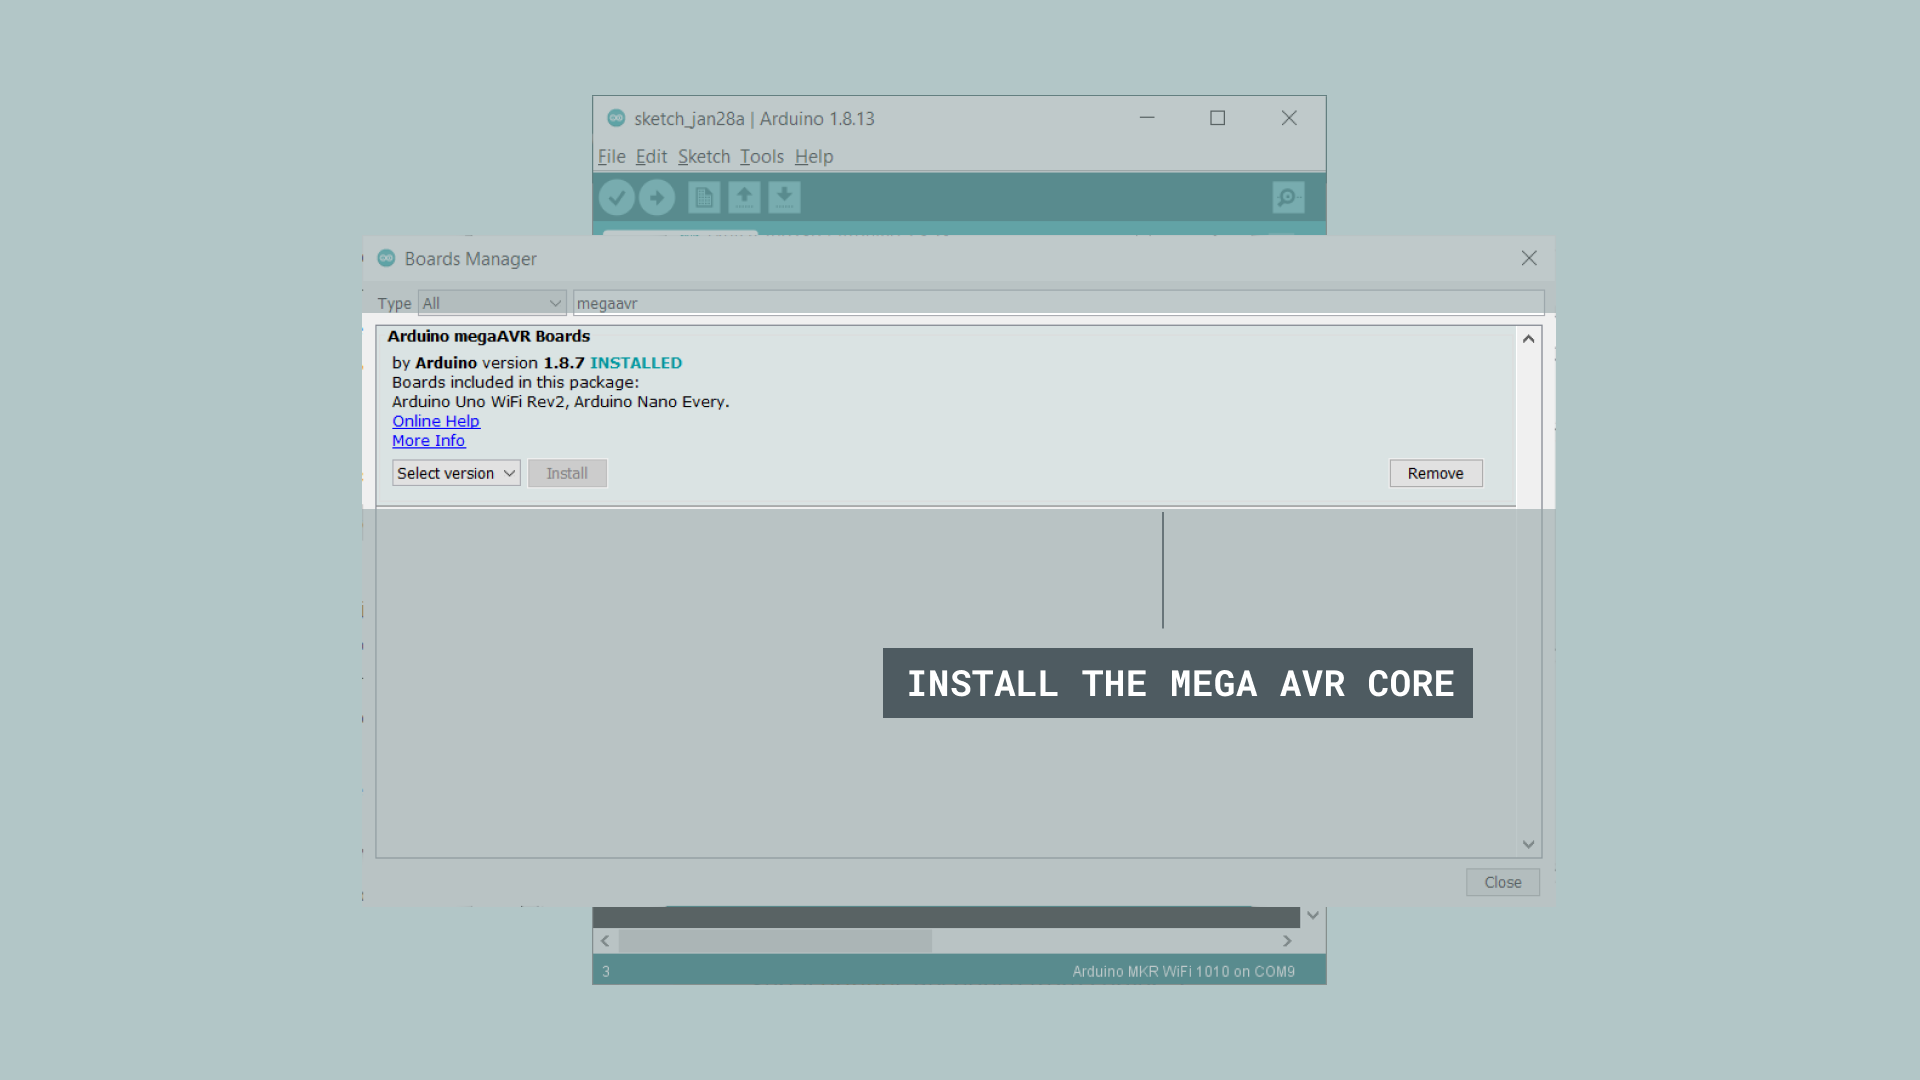 sketch_jan28a | Arduino 1.8.13
File Edit Sketch Tools Help
Boards Manager
Type All megaavr
Arduino megaAVR Boards
by Arduino version 1.8.7 INSTALLED
Boards included in this package:
Arduino Uno WiFi Rev2, Arduino Nano Every.
Online Help
More Info
Select version Install Remove
INSTALL THE MEGA AVR CORE
Close
3 Arduino MKR WiFi 1010 on COM9